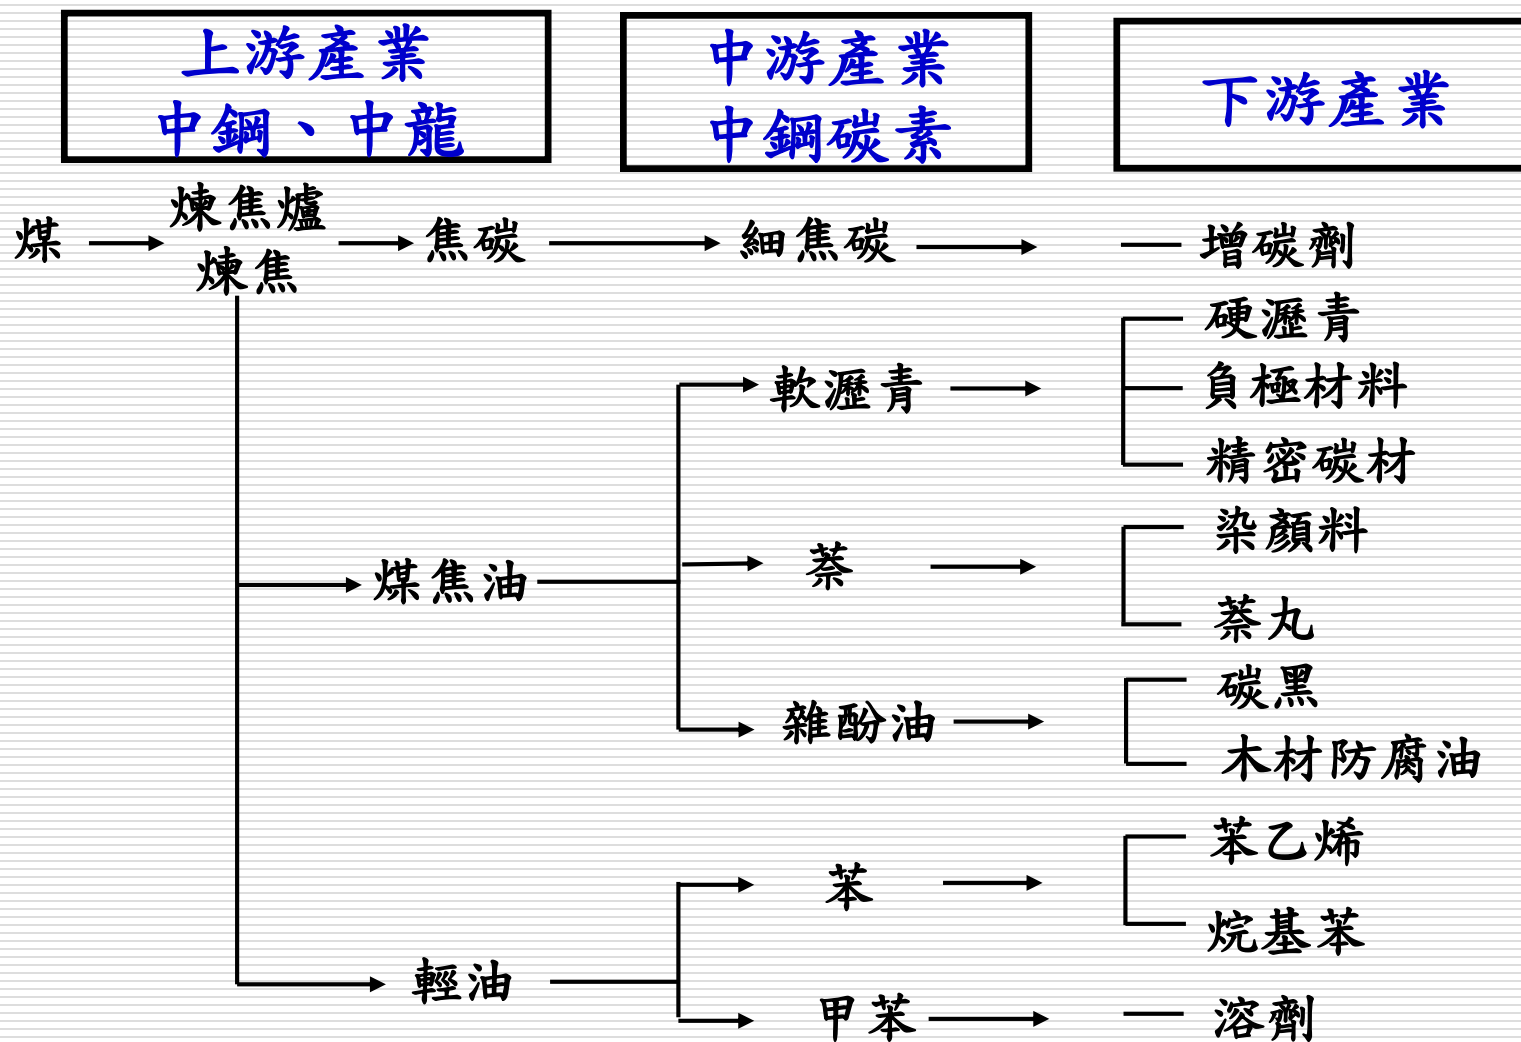 上游產業
中鋼、中龍
中游產業
中鋼碳素
下游產業
煤
煉焦爐
煉焦
焦碳
細焦碳
增碳劑
煤焦油
軟瀝青
硬瀝青
負極材料
精密碳材
萘
染顏料
萘丸
雜酚油
碳黑
木材防腐油
輕油
苯
苯乙烯
烷基苯
甲苯
溶劑